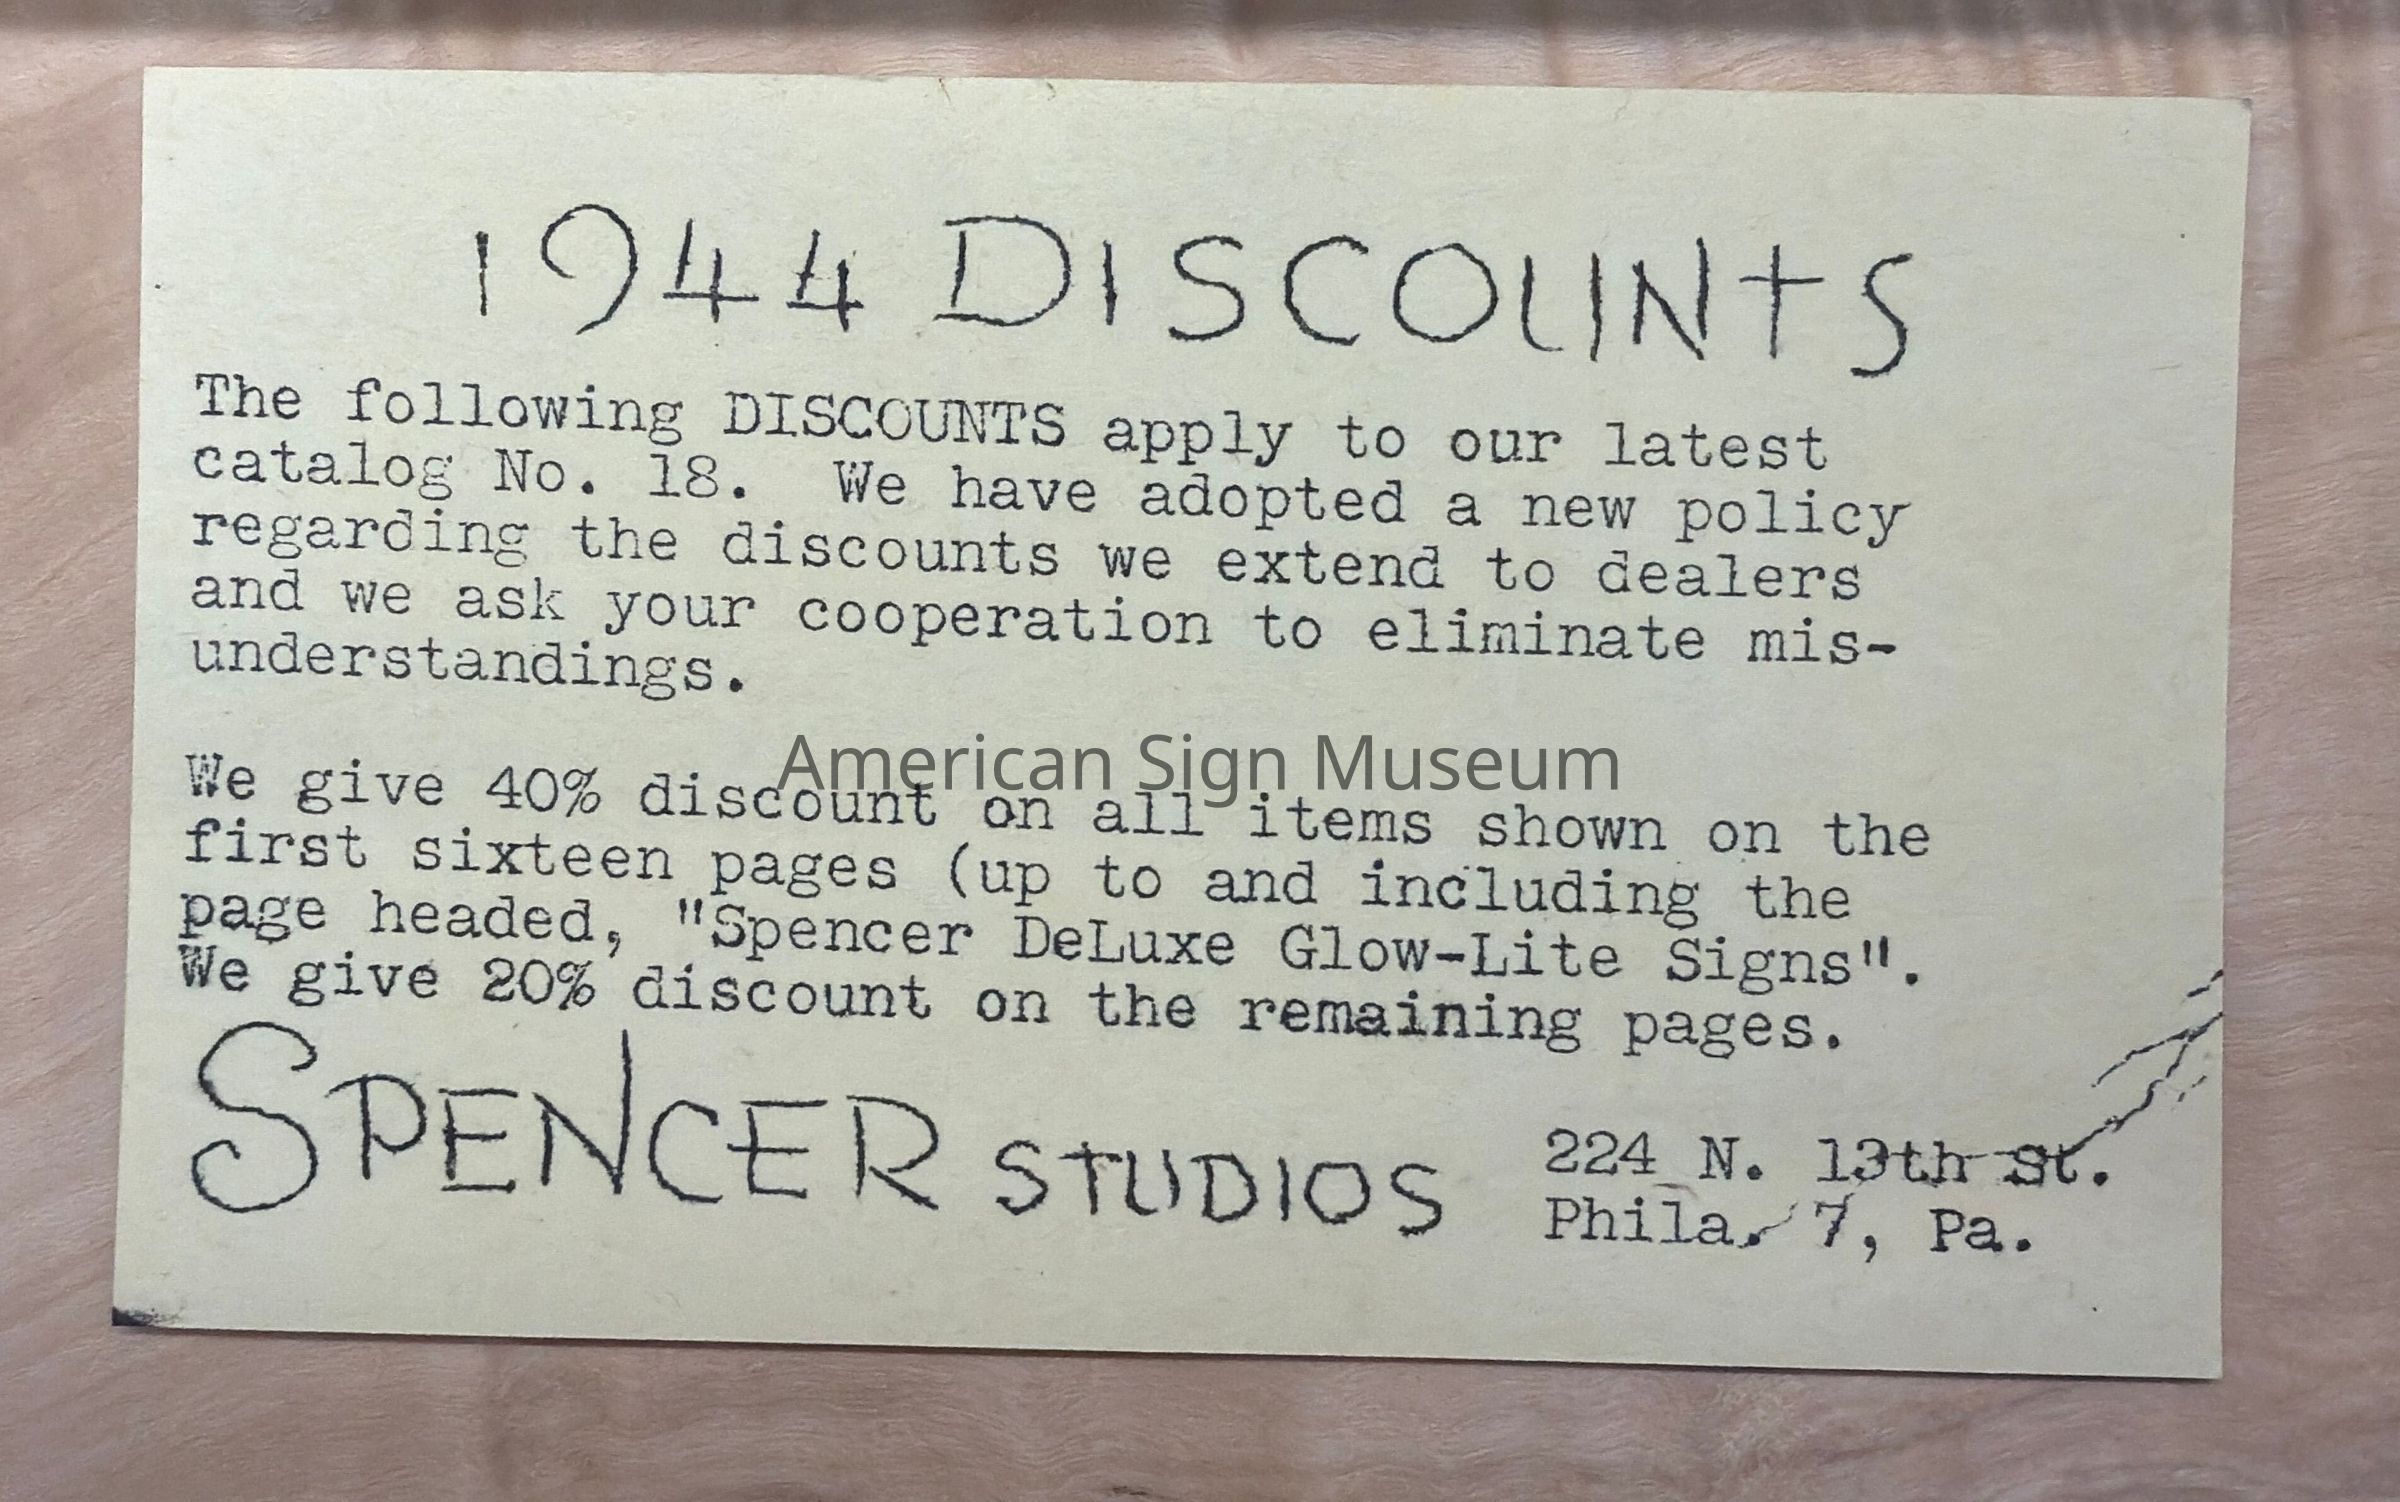 1944 DISCOUNTS
The following DISCOUNTS apply to our latest
catalog No. 18.  We have adopted a new policy
regarding the discounts we extend to dealers
and we ask your cooperation to eliminate mis-
understandings.
American Sign Museum
We give 40% discount on all items shown on the
first sixteen pages (up to and including the
page headed, "Spencer DeLuxe Glow-Lite Signs".
We give 20% discount on the remaining pages.
SPENCER STUDIOS
224 N. 13th St.
Phila. 7, Pa.